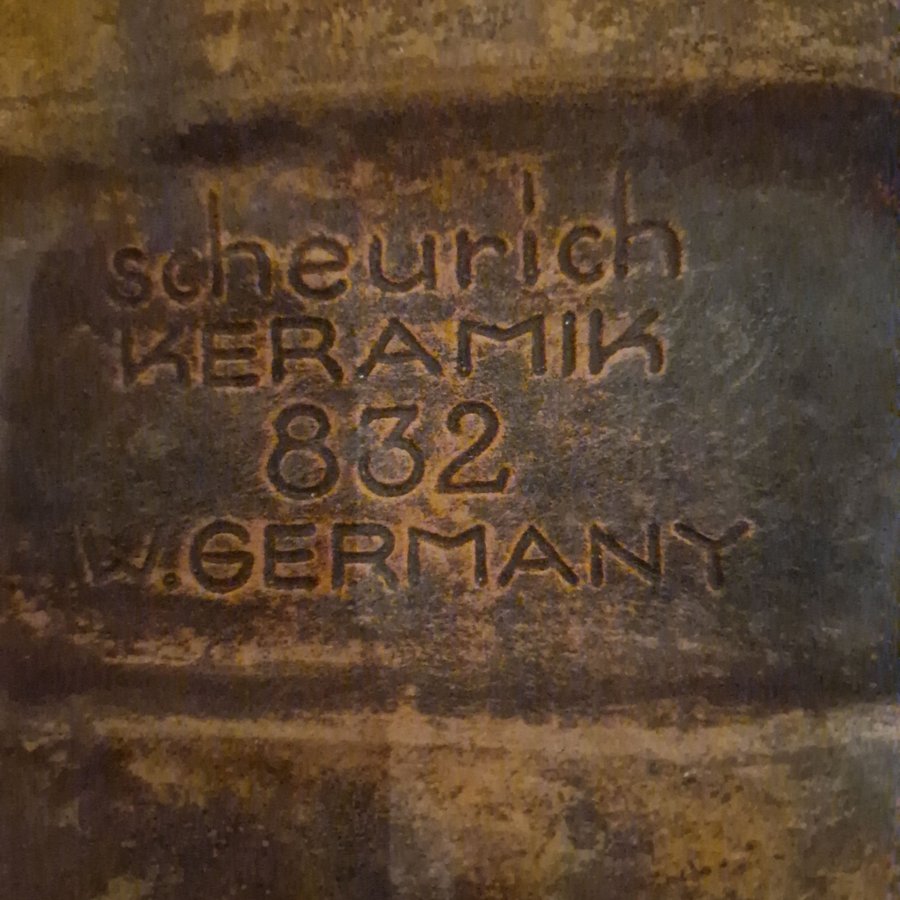 scheurich
KERAMIK
832
W. GERMANY